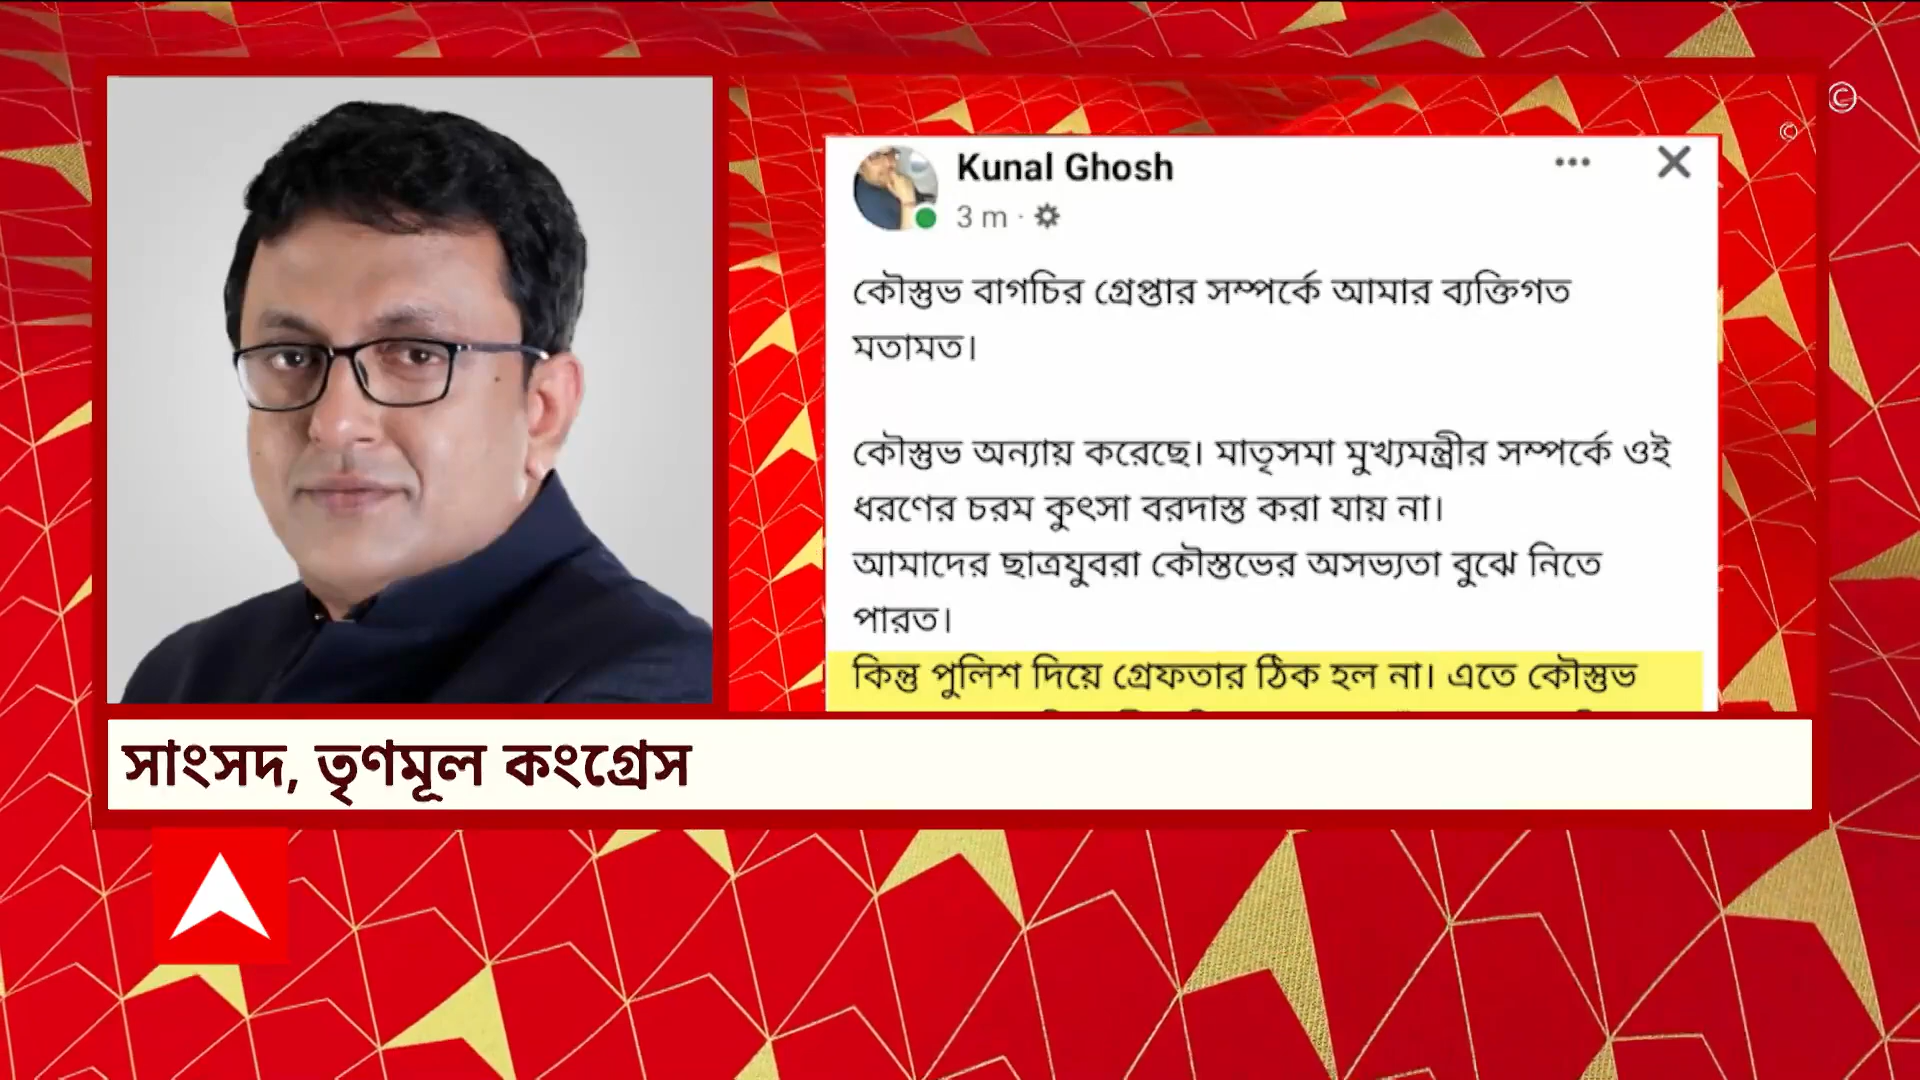 Kunal Ghosh
3 m
কৌস্তুভ বাগচির গ্রেপ্তার সম্পর্কে আমার ব্যক্তিগত
মতামত।
কৌস্তুভ অন্যায় করেছে। মাতৃসমা মুখ্যমন্ত্রীর সম্পর্কে ওই
ধরণের চরম কুৎসা বরদাস্ত করা যায় না।
আমাদের ছাত্রযুবরা কৌস্তভের অসভ্যতা বুঝে নিতে
পারত।
কিন্তু পুলিশ দিয়ে গ্রেফতার ঠিক হল না। এতে কৌস্তুভ
সাংসদ, তৃণমূল কংগ্রেস
©
©